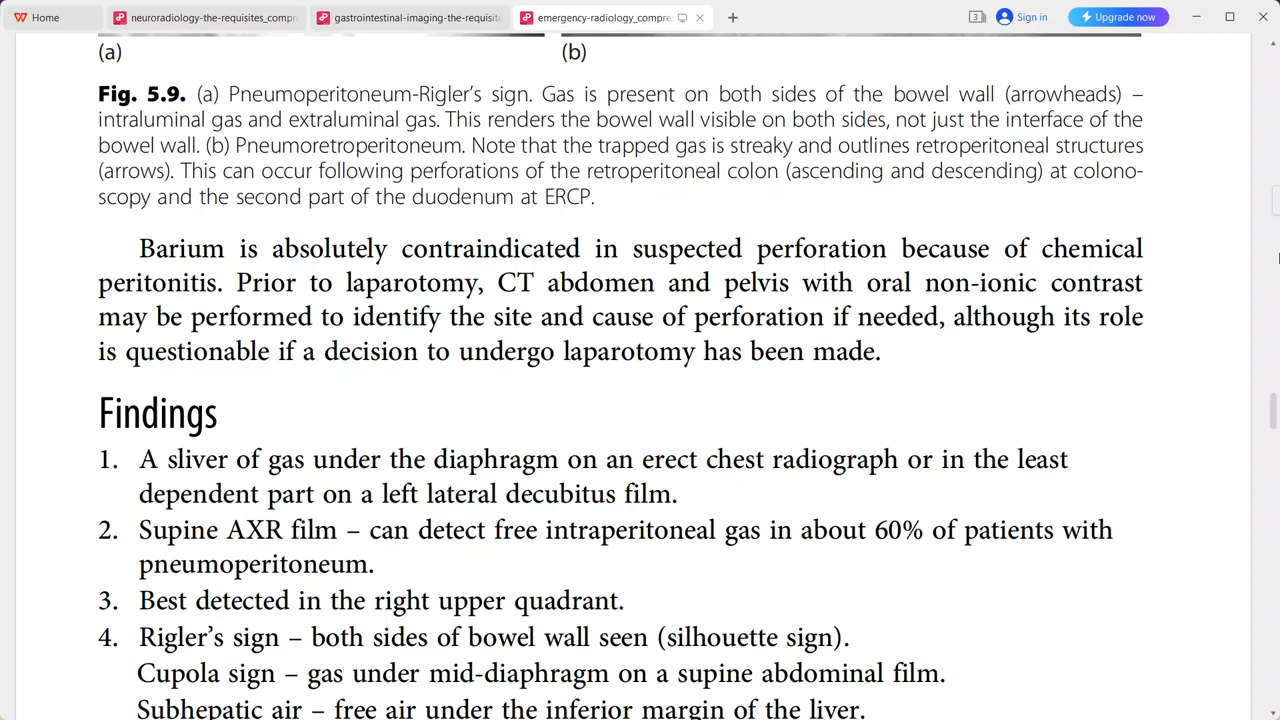 Home
neuroradiology-the-requisites_compr
gastrointestinal-imaging-the-requisite
emergency-radiology_compre
3
Sign in
Upgrade now
(a)
(b)
Fig. 5.9. (a) Pneumoperitoneum-Rigler’s sign. Gas is present on both sides of the bowel wall (arrowheads) –
intraluminal gas and extraluminal gas. This renders the bowel wall visible on both sides, not just the interface of the
bowel wall. (b) Pneumoretroperitoneum. Note that the trapped gas is streaky and outlines retroperitoneal structures
(arrows). This can occur following perforations of the retroperitoneal colon (ascending and descending) at colono-
scopy and the second part of the duodenum at ERCP.
Barium is absolutely contraindicated in suspected perforation because of chemical
peritonitis. Prior to laparotomy, CT abdomen and pelvis with oral non-ionic contrast
may be performed to identify the site and cause of perforation if needed, although its role
is questionable if a decision to undergo laparotomy has been made.
Findings
1. A sliver of gas under the diaphragm on an erect chest radiograph or in the least
dependent part on a left lateral decubitus film.
2. Supine AXR film – can detect free intraperitoneal gas in about 60% of patients with
pneumoperitoneum.
3. Best detected in the right upper quadrant.
4. Rigler’s sign – both sides of bowel wall seen (silhouette sign).
Cupola sign – gas under mid-diaphragm on a supine abdominal film.
Subhepatic air – free air under the inferior margin of the liver.